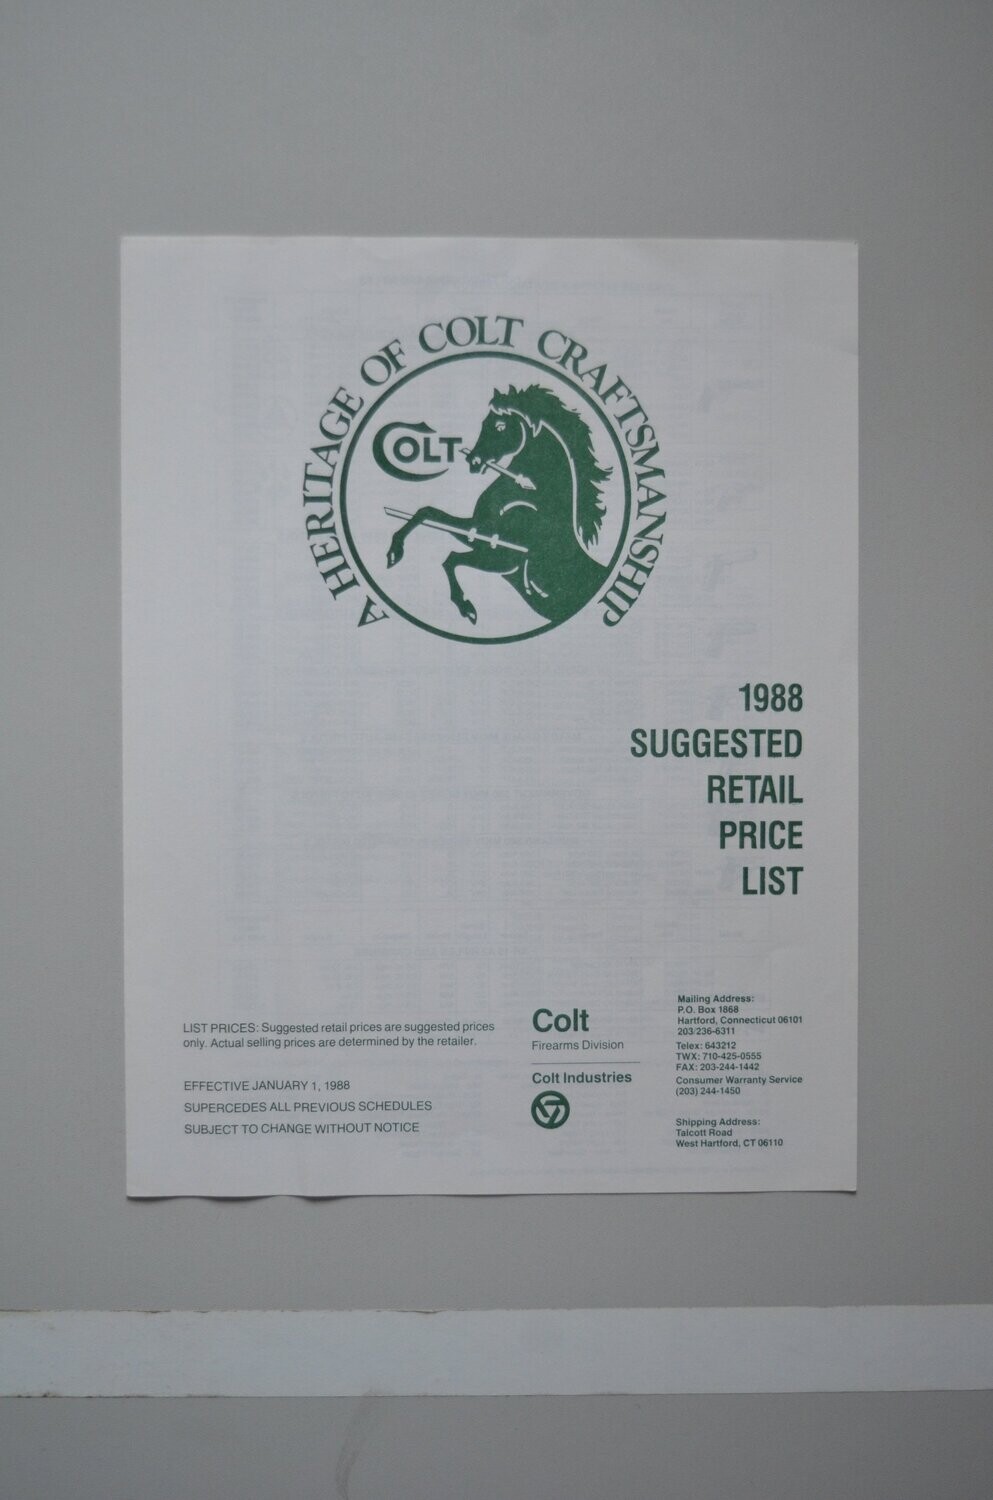 A HERITAGE OF COLT CRAFTSMANSHIP
COLT
1988
SUGGESTED
RETAIL
PRICE
LIST
LIST PRICES: Suggested retail prices are suggested prices
only. Actual selling prices are determined by the retailer.
EFFECTIVE JANUARY 1, 1988
SUPERCEDES ALL PREVIOUS SCHEDULES
SUBJECT TO CHANGE WITHOUT NOTICE
Colt
Firearms Division
Colt Industries
Mailing Address:
P.O. Box 1868
Hartford, Connecticut 06101
203/236-6311
Telex: 643212
TWX: 710-425-0555
FAX: 203-244-1442
Consumer Warranty Service
(203) 244-1450
Shipping Address:
Talcott Road
West Hartford, CT 06110